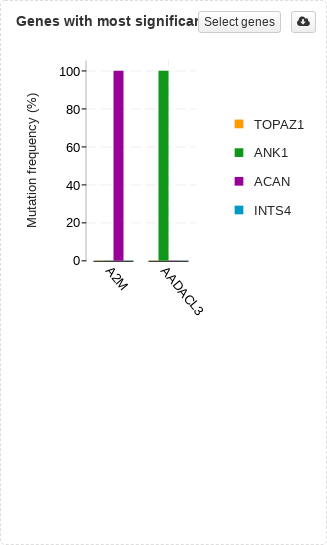 Genes with most significan
Select genes
Mutation frequency (%)
100
80
60
40
20
0
A2M
AADACL3
TOPAZ1
ANK1
ACAN
INTS4